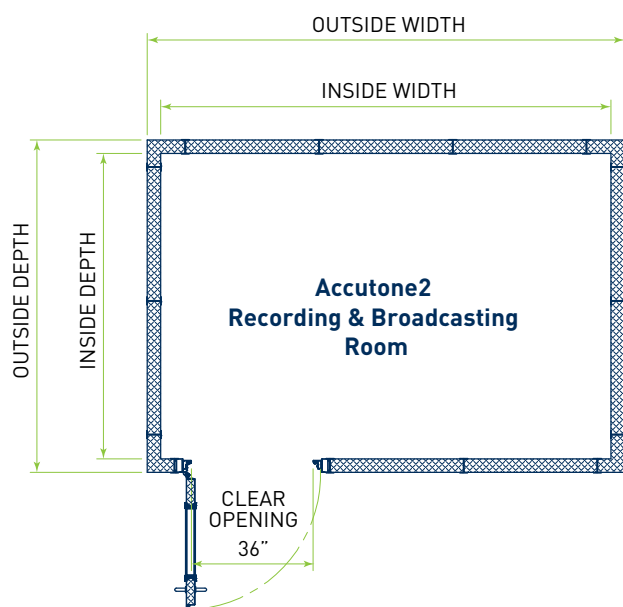 OUTSIDE WIDTH
INSIDE WIDTH
OUTSIDE DEPTH
INSIDE DEPTH
Accutone2
Recording & Broadcasting
Room
CLEAR
OPENING
36”